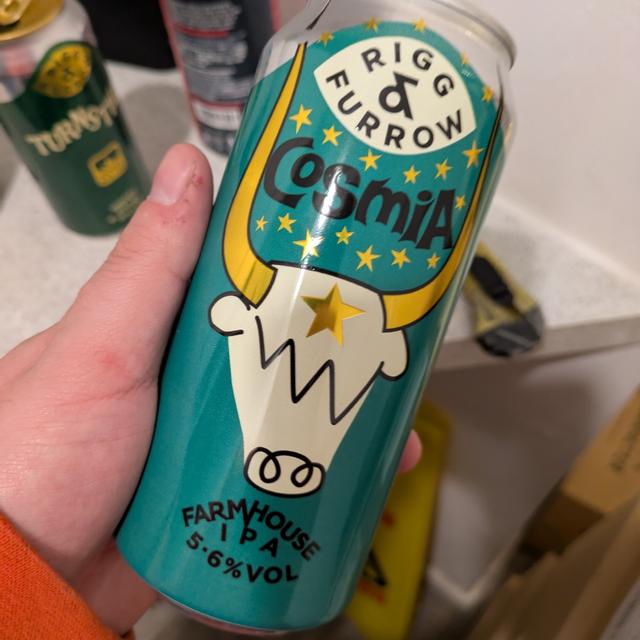 RIGG
&
FURROW
COSMiA
FARMHOUSE
IPA
5.6% VOL